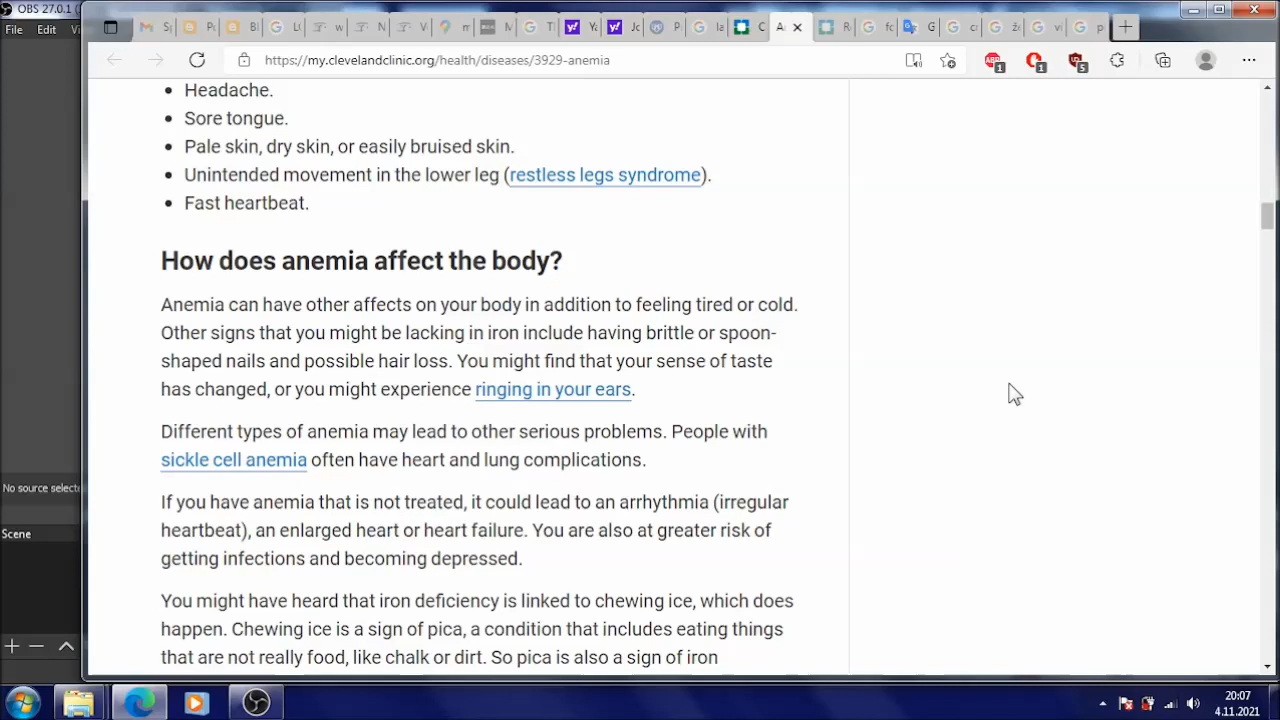 OBS 27.0.1
File Edit Vi
https://my.clevelandclinic.org/health/diseases/3929-anemia
1 1 5
Headache.
Sore tongue.
Pale skin, dry skin, or easily bruised skin.
Unintended movement in the lower leg (restless legs syndrome).
Fast heartbeat.
How does anemia affect the body?
Anemia can have other affects on your body in addition to feeling tired or cold.
Other signs that you might be lacking in iron include having brittle or spoon-
shaped nails and possible hair loss. You might find that your sense of taste
has changed, or you might experience ringing in your ears.
Different types of anemia may lead to other serious problems. People with
sickle cell anemia often have heart and lung complications.
If you have anemia that is not treated, it could lead to an arrhythmia (irregular
heartbeat), an enlarged heart or heart failure. You are also at greater risk of
getting infections and becoming depressed.
You might have heard that iron deficiency is linked to chewing ice, which does
happen. Chewing ice is a sign of pica, a condition that includes eating things
that are not really food, like chalk or dirt. So pica is also a sign of iron
No source selecte
Scene
20:07
4.11.2021